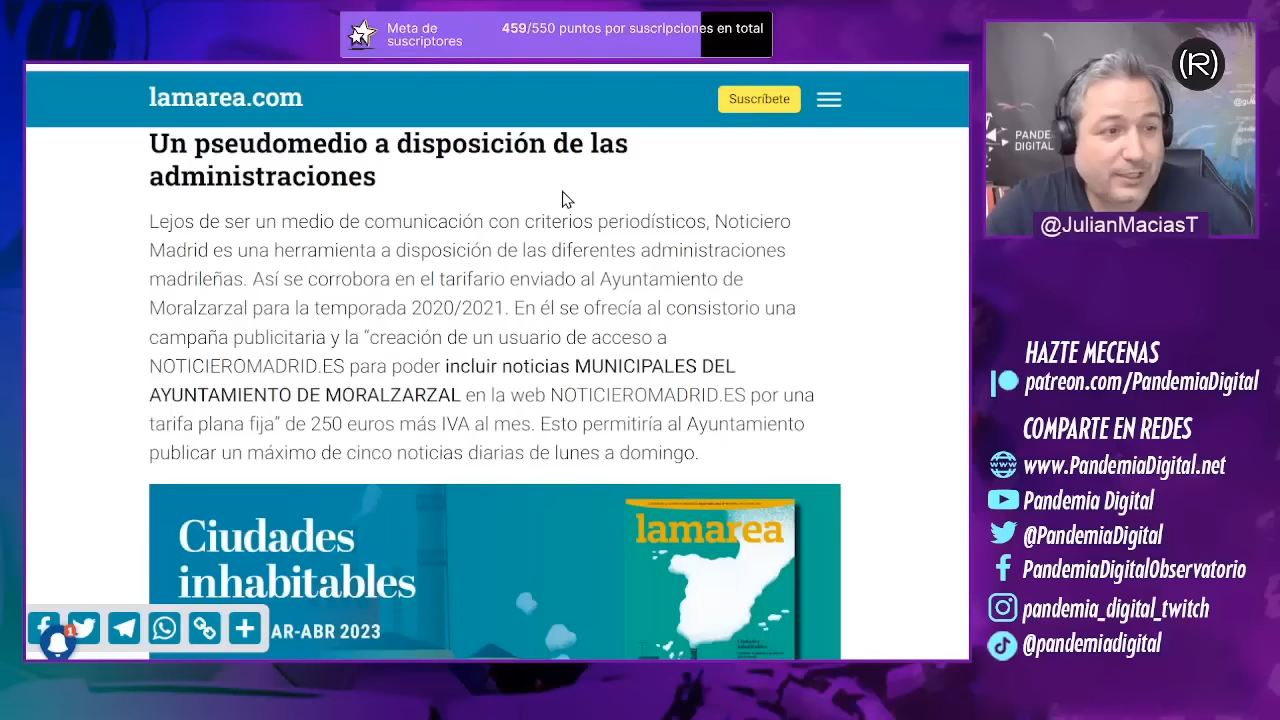 Meta de
suscriptores
459/550 puntos por suscripciones en total
lamarea.com
Suscríbete
Un pseudomedio a disposición de las
administraciones
Lejos de ser un medio de comunicación con criterios periodísticos, Noticiero
Madrid es una herramienta a disposición de las diferentes administraciones
madrileñas. Así se corrobora en el tarifario enviado al Ayuntamiento de
Moralzarzal para la temporada 2020/2021. En él se ofrecía al consistorio una
campaña publicitaria y la “creación de un usuario de acceso a
NOTICIEROMADRID.ES para poder incluir noticias MUNICIPALES DEL
AYUNTAMIENTO DE MORALZARZAL en la web NOTICIEROMADRID.ES por una
tarifa plana fija” de 250 euros más IVA al mes. Esto permitiría al Ayuntamiento
publicar un máximo de cinco noticias diarias de lunes a domingo.
Ciudades
inhabitables
AR-ABR 2023
lamarea
1
(R)
PANDE
DIGITAL
@JulianMaciasT
HAZTE MECENAS
patreon.com/PandemiaDigital
COMPARTE EN REDES
www.PandemiaDigital.net
Pandemia Digital
@PandemiaDigital
PandemiaDigitalObservatorio
pandemia_digital_twitch
@pandemiadigital